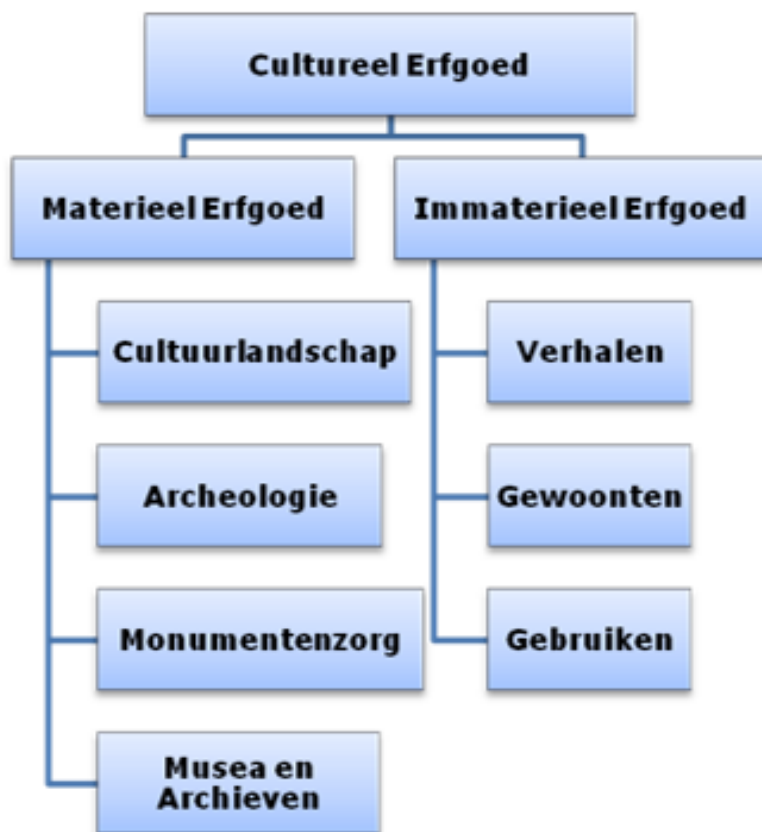 Cultureel Erfgoed
Materieel Erfgoed
Immaterieel Erfgoed
Cultuurlandschap
Archeologie
Monumentenzorg
Musea en
Archieven
Verhalen
Gewoonten
Gebruiken